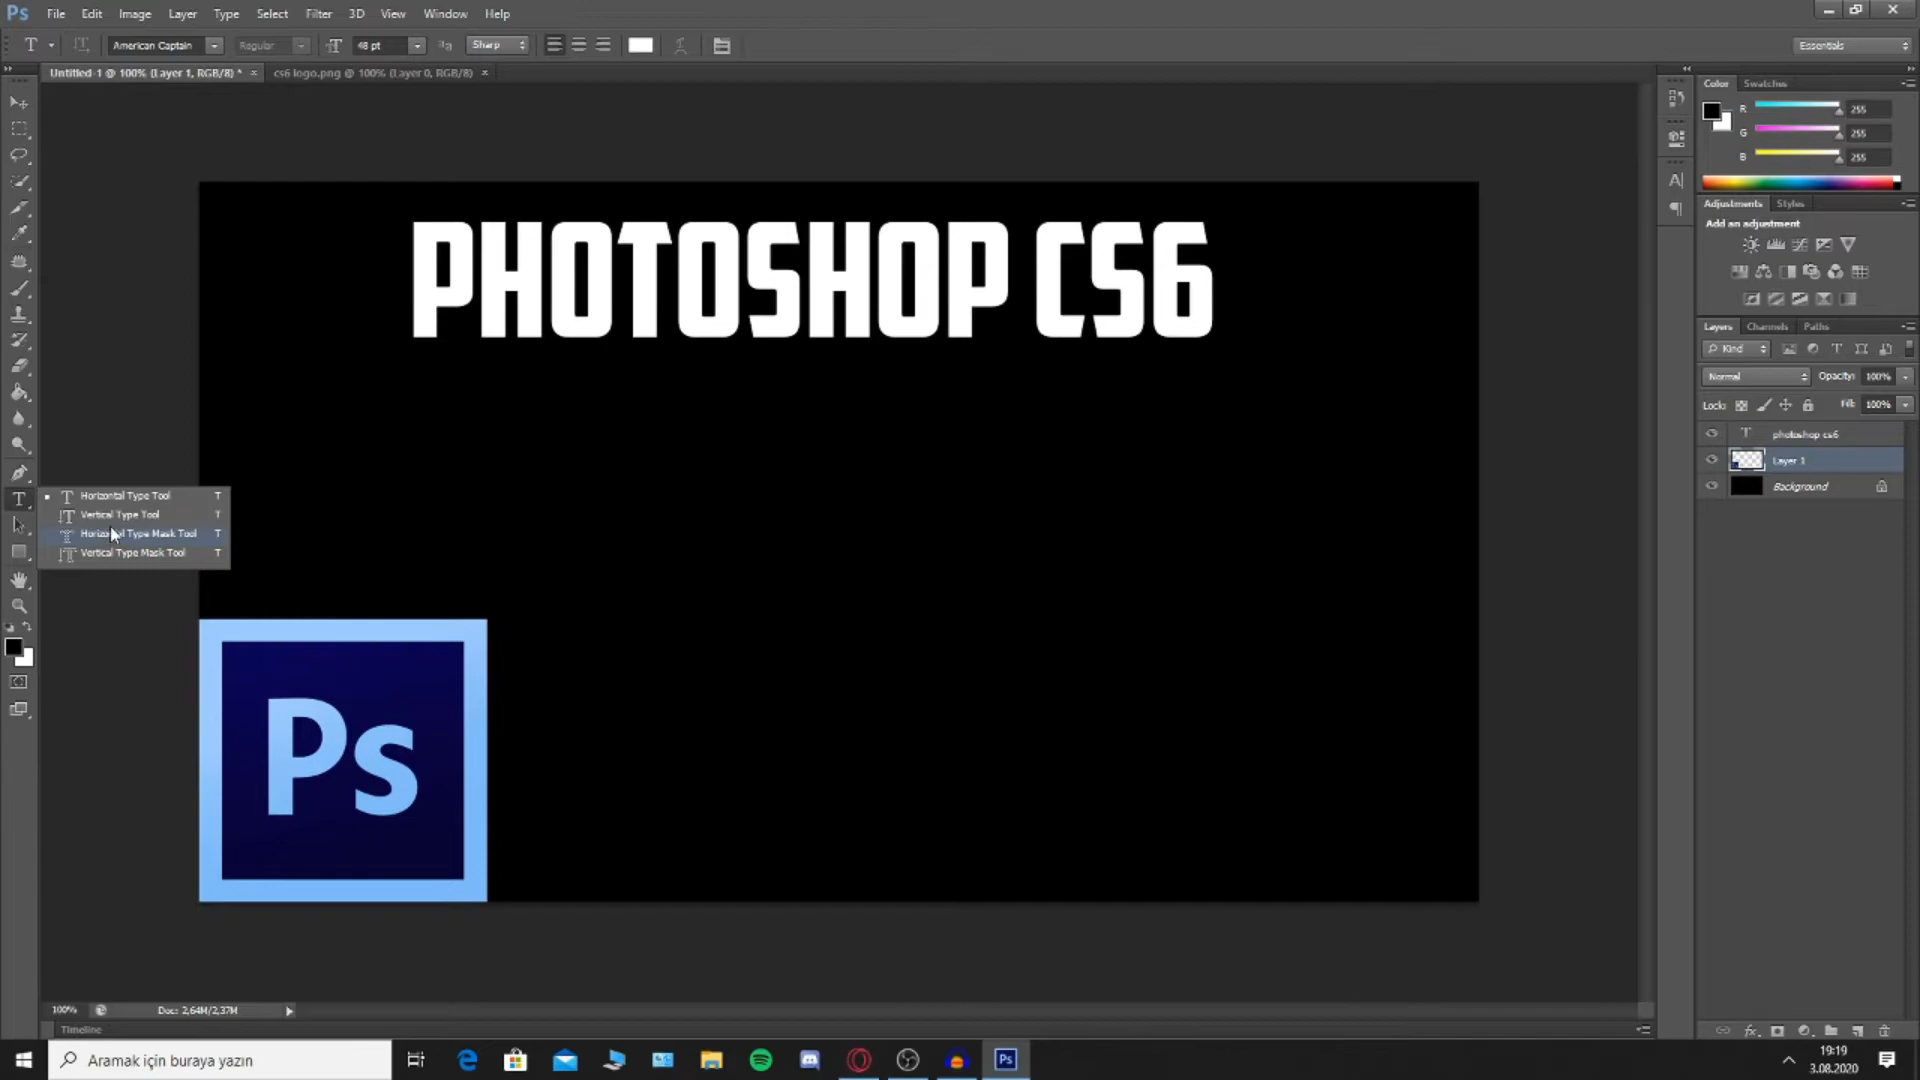 Ps File Edit Image Layer Type Select Filter 3D View Window Help
T American Captain Regular T 48 pt aa Sharp Essentials
Untitled-1 @ 100% (Layer 1, RGB/8) * × cs6 logo.png @ 100% (Layer 0, RGB/8) ×
Color Swatches
R 255
G 255
B 255
Adjustments Styles
Add an adjustment
Layers Channels Paths
Kind
Normal Opacity: 100%
Lock: Fill: 100%
T photoshop cs6
Layer 1
Background
PHOTOSHOP CS6
T Horizontal Type Tool T
T Vertical Type Tool T
Horizontal Type Mask Tool T
Vertical Type Mask Tool T
Ps
100% Doc: 2,64M/2,37M
Timeline
Aramak için buraya yazın
Ps
19:19
3.08.2020